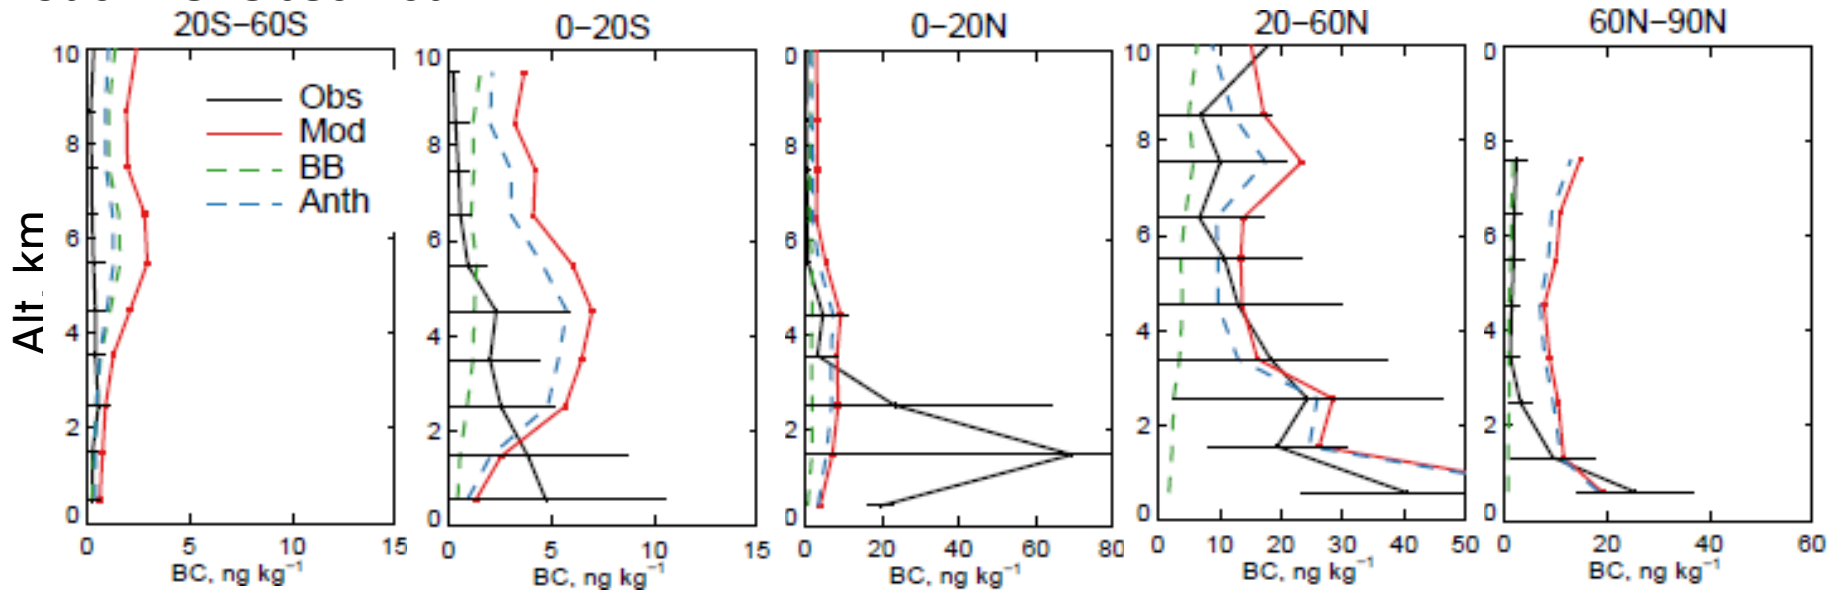 20S−60S
0−20S
0−20N
20−60N
60N−90N
Alt. km
10
8
6
4
2
0
Obs
Mod
BB
Anth
0 5 10 15
BC, ng kg⁻¹
10
8
6
4
2
0
0 5 10 15
BC, ng kg⁻¹
0
8
6
4
2
0
0 20 40 60 80
BC, ng kg⁻¹
10
8
6
4
2
0
0 10 20 30 40 50
BC, ng kg⁻¹
0
8
6
4
2
0
0 20 40 60
BC, ng kg⁻¹